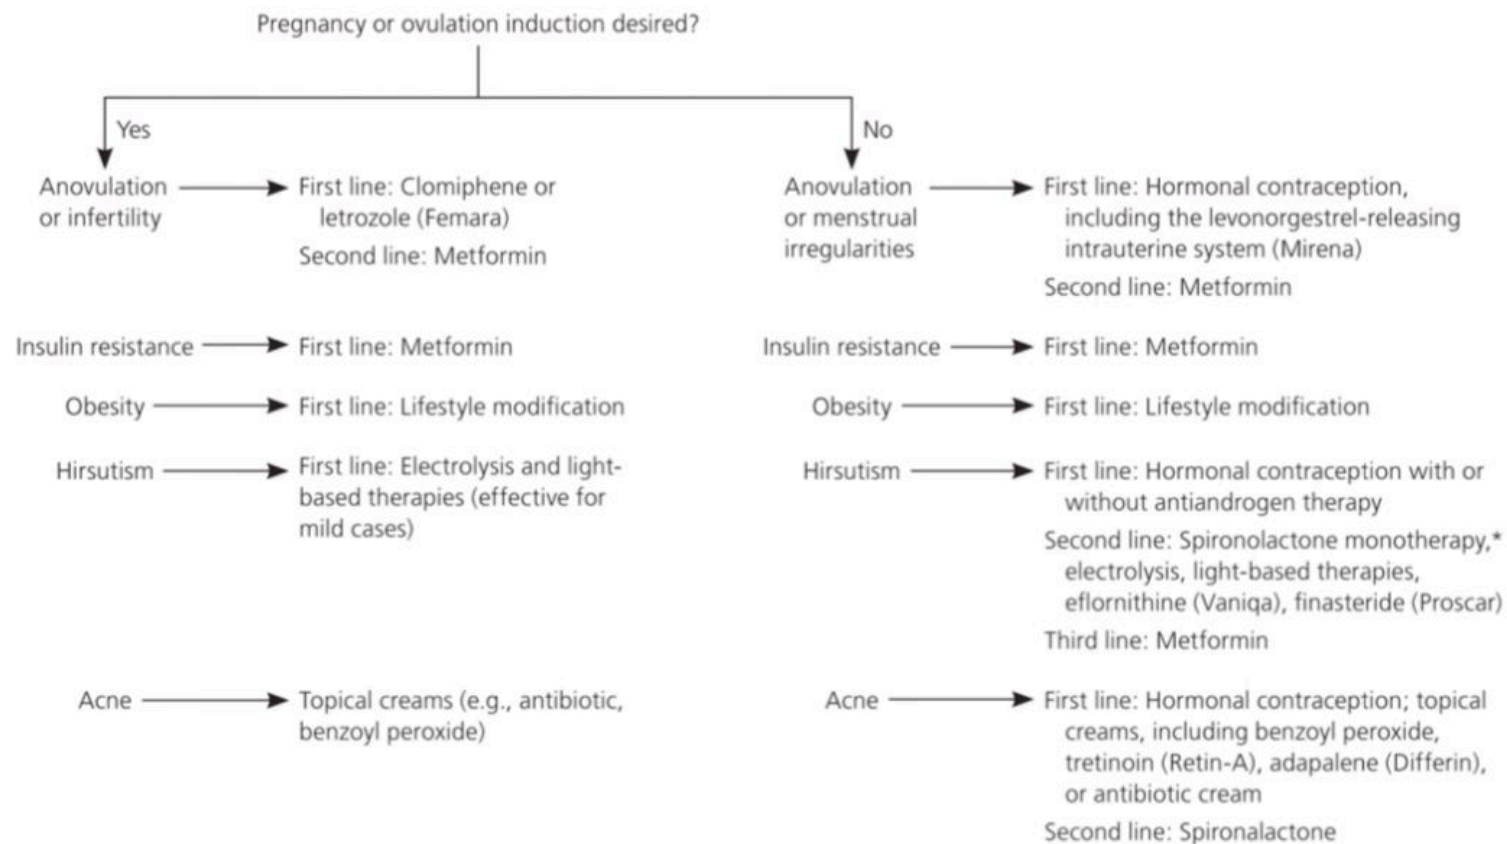 Pregnancy or ovulation induction desired?
Yes
Anovulation
or infertility
First line: Clomiphene or
letrozole (Femara)
Second line: Metformin
Insulin resistance
First line: Metformin
Obesity
First line: Lifestyle modification
Hirsutism
First line: Electrolysis and light-
based therapies (effective for
mild cases)
Acne
Topical creams (e.g., antibiotic,
benzoyl peroxide)
No
Anovulation
or menstrual
irregularities
First line: Hormonal contraception,
including the levonorgestrel-releasing
intrauterine system (Mirena)
Second line: Metformin
Insulin resistance
First line: Metformin
Obesity
First line: Lifestyle modification
Hirsutism
First line: Hormonal contraception with or
without antiandrogen therapy
Second line: Spironolactone monotherapy,*
electrolysis, light-based therapies,
eflornithine (Vaniqa), finasteride (Proscar)
Third line: Metformin
Acne
First line: Hormonal contraception; topical
creams, including benzoyl peroxide,
tretinoin (Retin-A), adapalene (Differin),
or antibiotic cream
Second line: Spironalactone